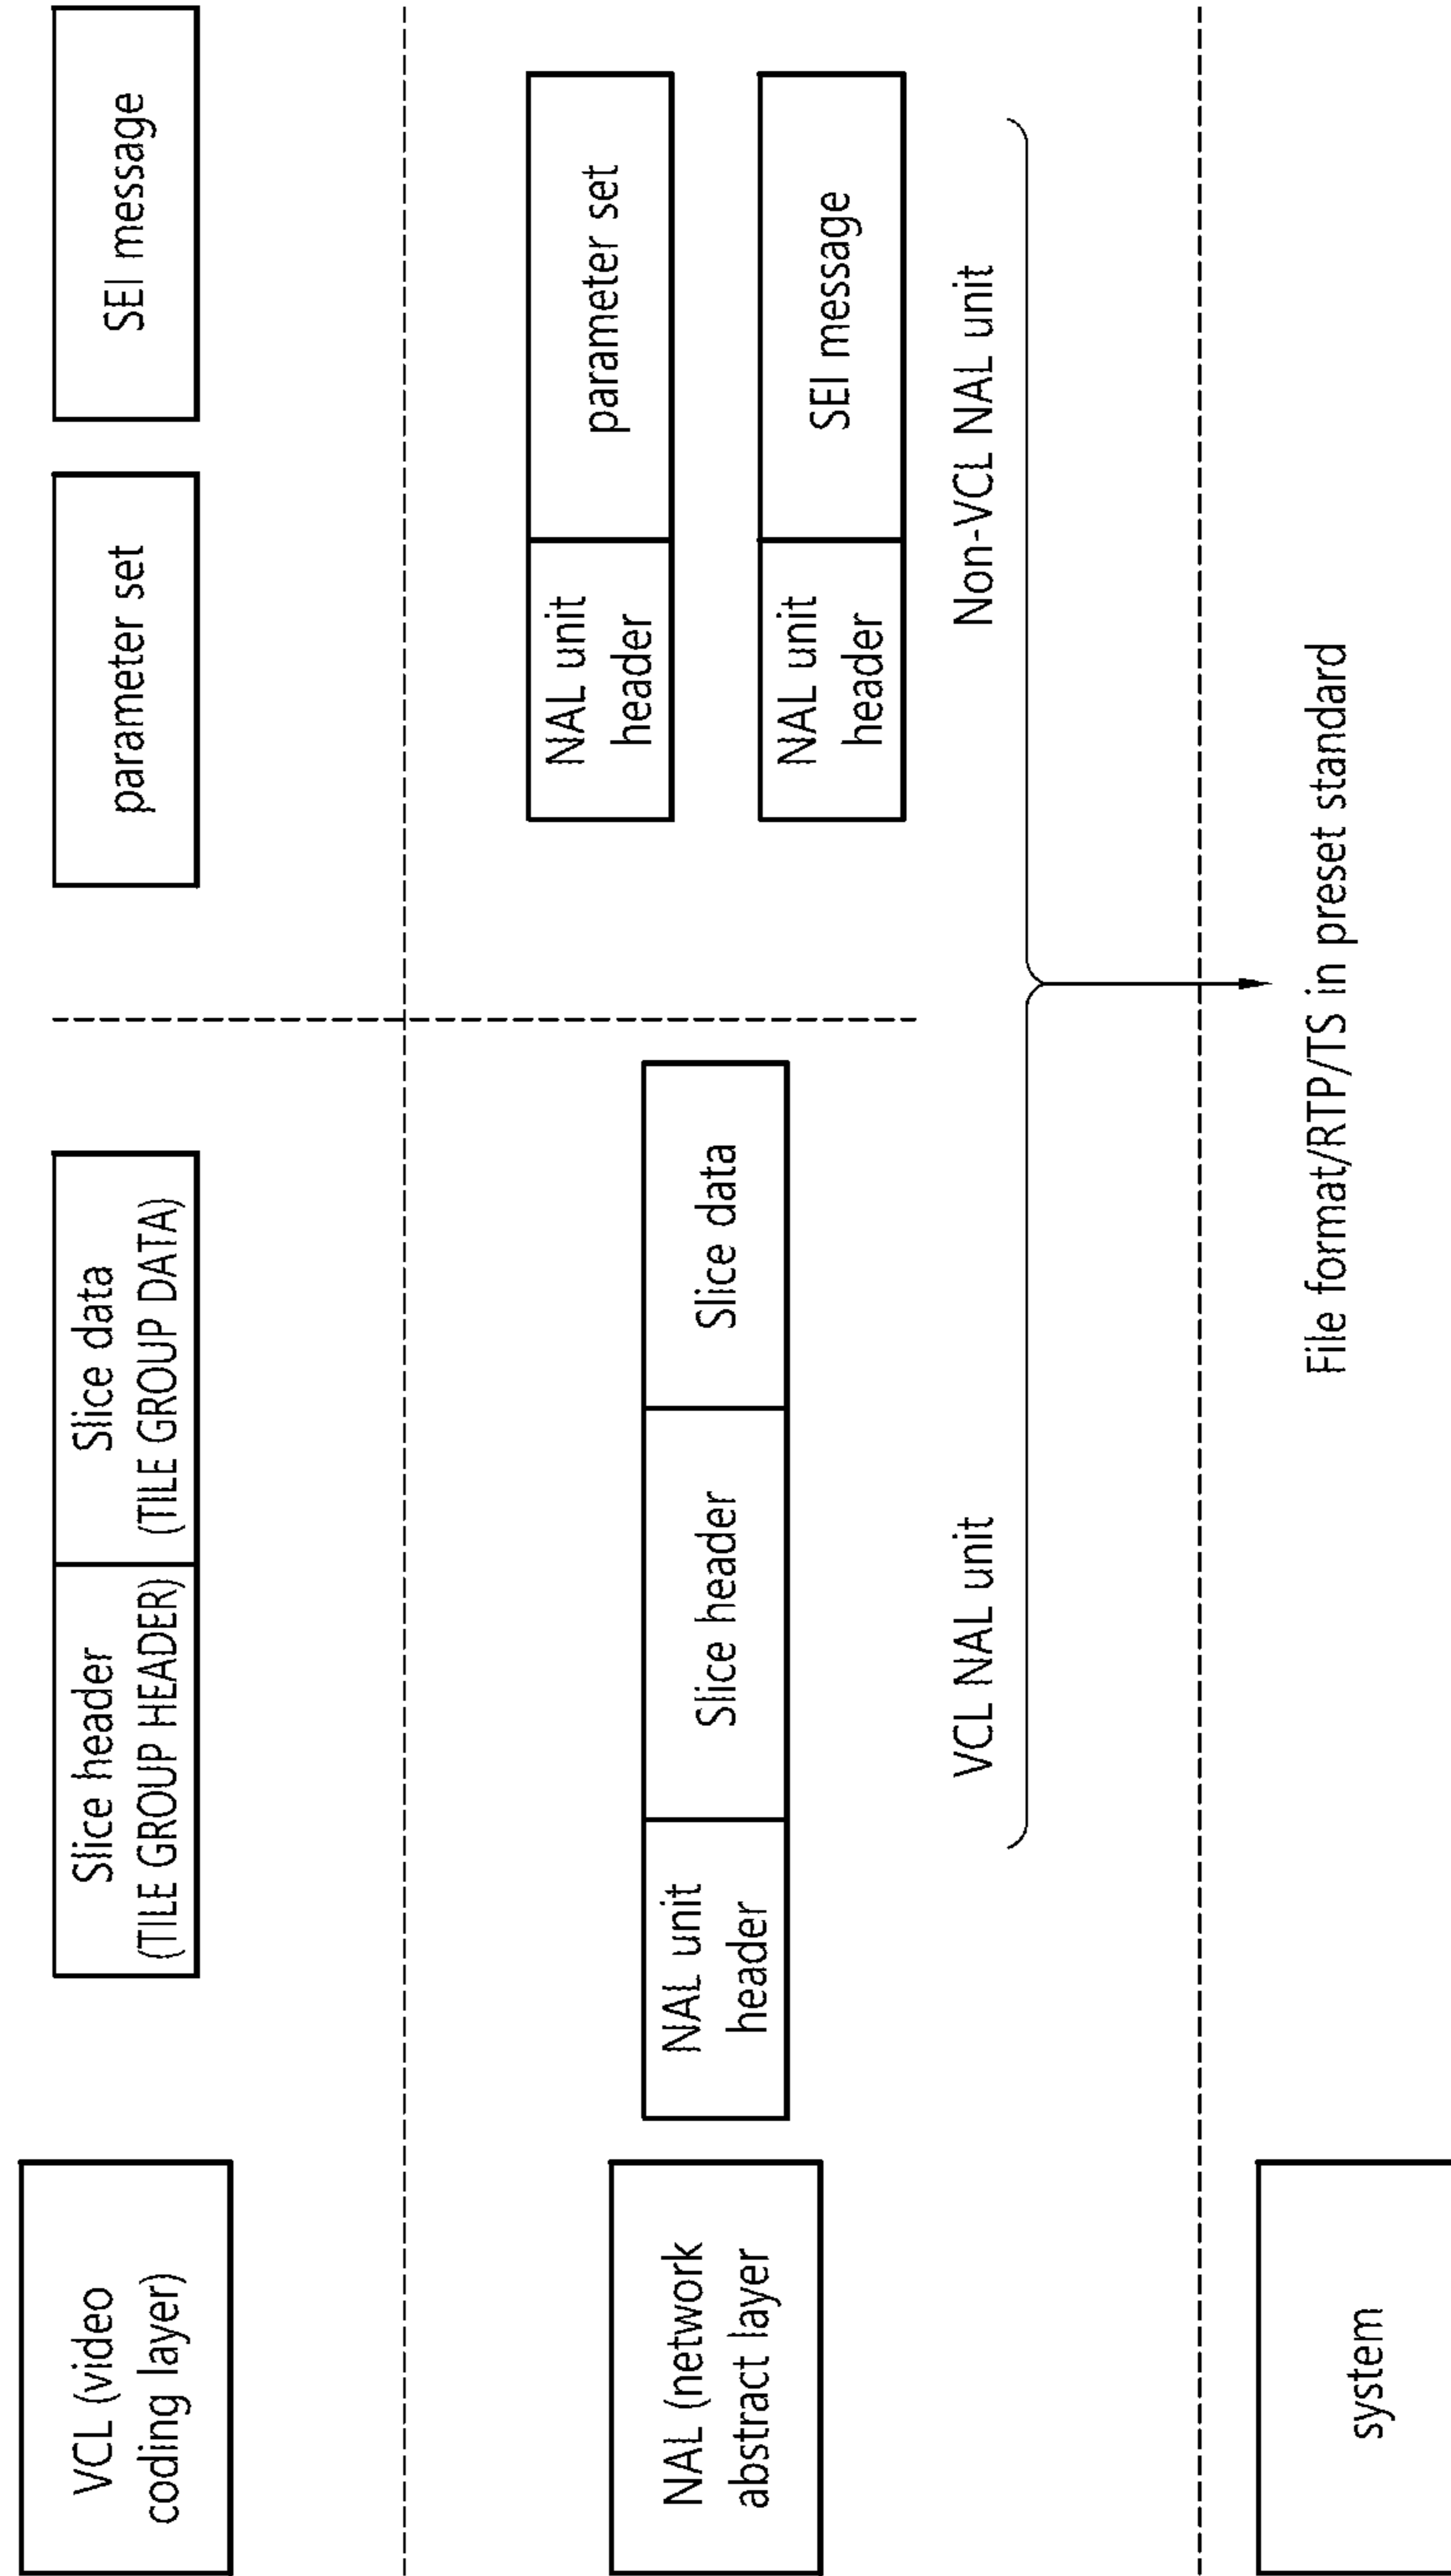 VCL (video
coding layer)
Slice header
(TILE GROUP HEADER)
Slice data
(TILE GROUP DATA)
parameter set
SEI message
NAL (network
abstract layer
NAL unit
header
Slice header
Slice data
NAL unit
header
parameter set
NAL unit
header
SEI message
VCL NAL unit
Non-VCL NAL unit
system
File format/RTP/TS in preset standard